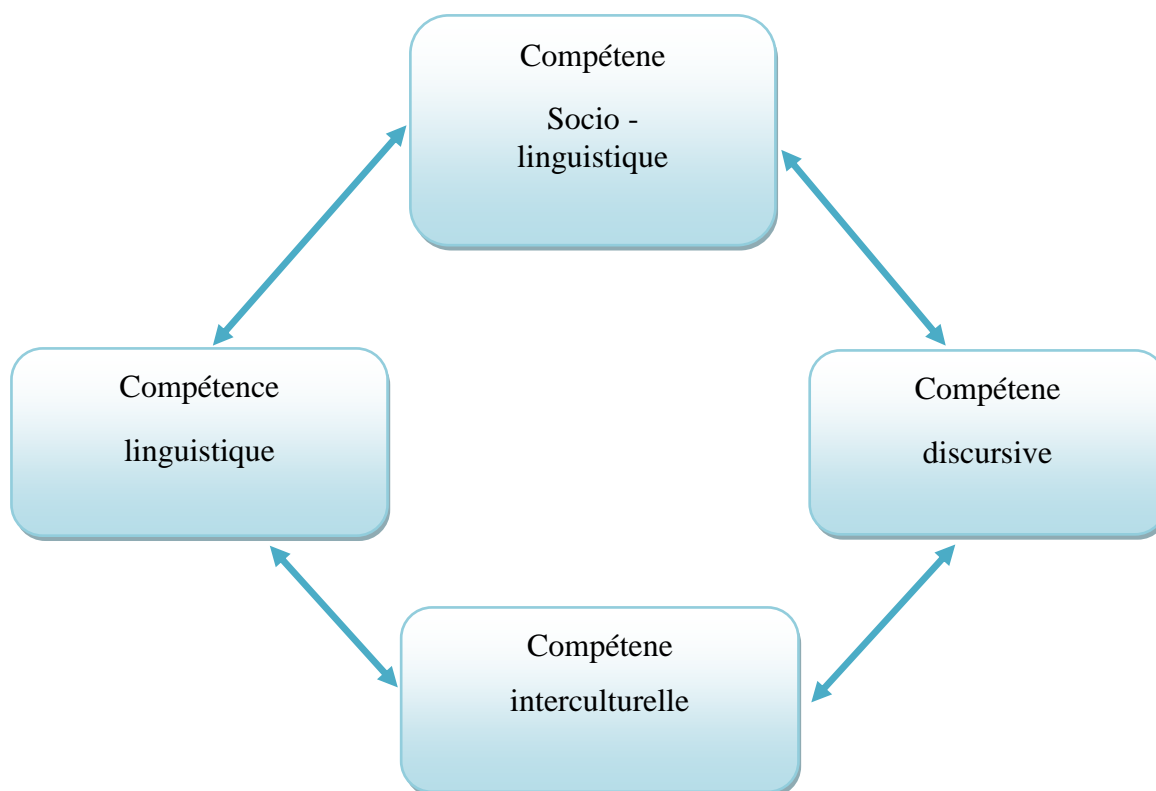 Compétene
Socio -
linguistique
Compétence
linguistique
Compétene
discursive
Compétene
interculturelle